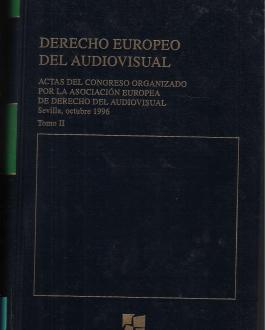 DERECHO EUROPEO
DEL AUDIOVISUAL
ACTAS DEL CONGRESO ORGANIZADO
POR LA ASOCIACIÓN EUROPEA
DE DERECHO DEL AUDIOVISUAL
Sevilla, octubre 1996
Tomo II